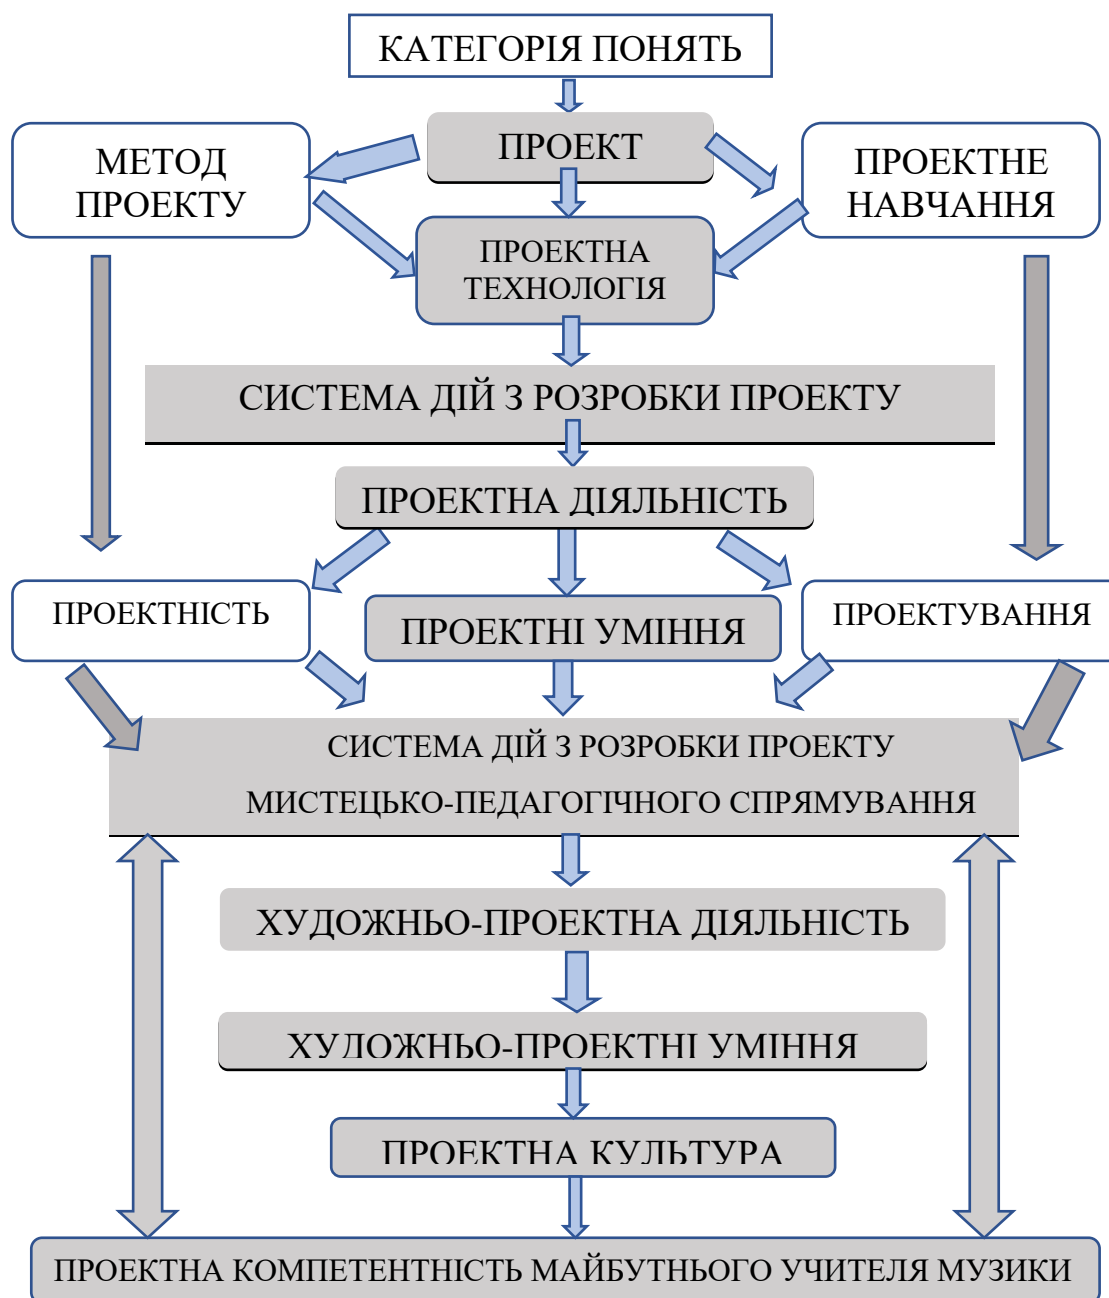 КАТЕГОРІЯ ПОНЯТЬ
ПРОЕКТ
МЕТОД
ПРОЕКТУ
ПРОЕКТНЕ
НАВЧАННЯ
ПРОЕКТНА
ТЕХНОЛОГІЯ
СИСТЕМА ДІЙ З РОЗРОБКИ ПРОЕКТУ
ПРОЕКТНА ДІЯЛЬНІСТЬ
ПРОЕКТНІСТЬ
ПРОЕКТНІ УМІННЯ
ПРОЕКТУВАННЯ
СИСТЕМА ДІЙ З РОЗРОБКИ ПРОЕКТУ
МИСТЕЦЬКО-ПЕДАГОГІЧНОГО СПРЯМУВАННЯ
ХУДОЖНЬО-ПРОЕКТНА ДІЯЛЬНІСТЬ
ХУДОЖНЬО-ПРОЕКТНІ УМІННЯ
ПРОЕКТНА КУЛЬТУРА
ПРОЕКТНА КОМПЕТЕНТНІСТЬ МАЙБУТНЬОГО УЧИТЕЛЯ МУЗИКИ